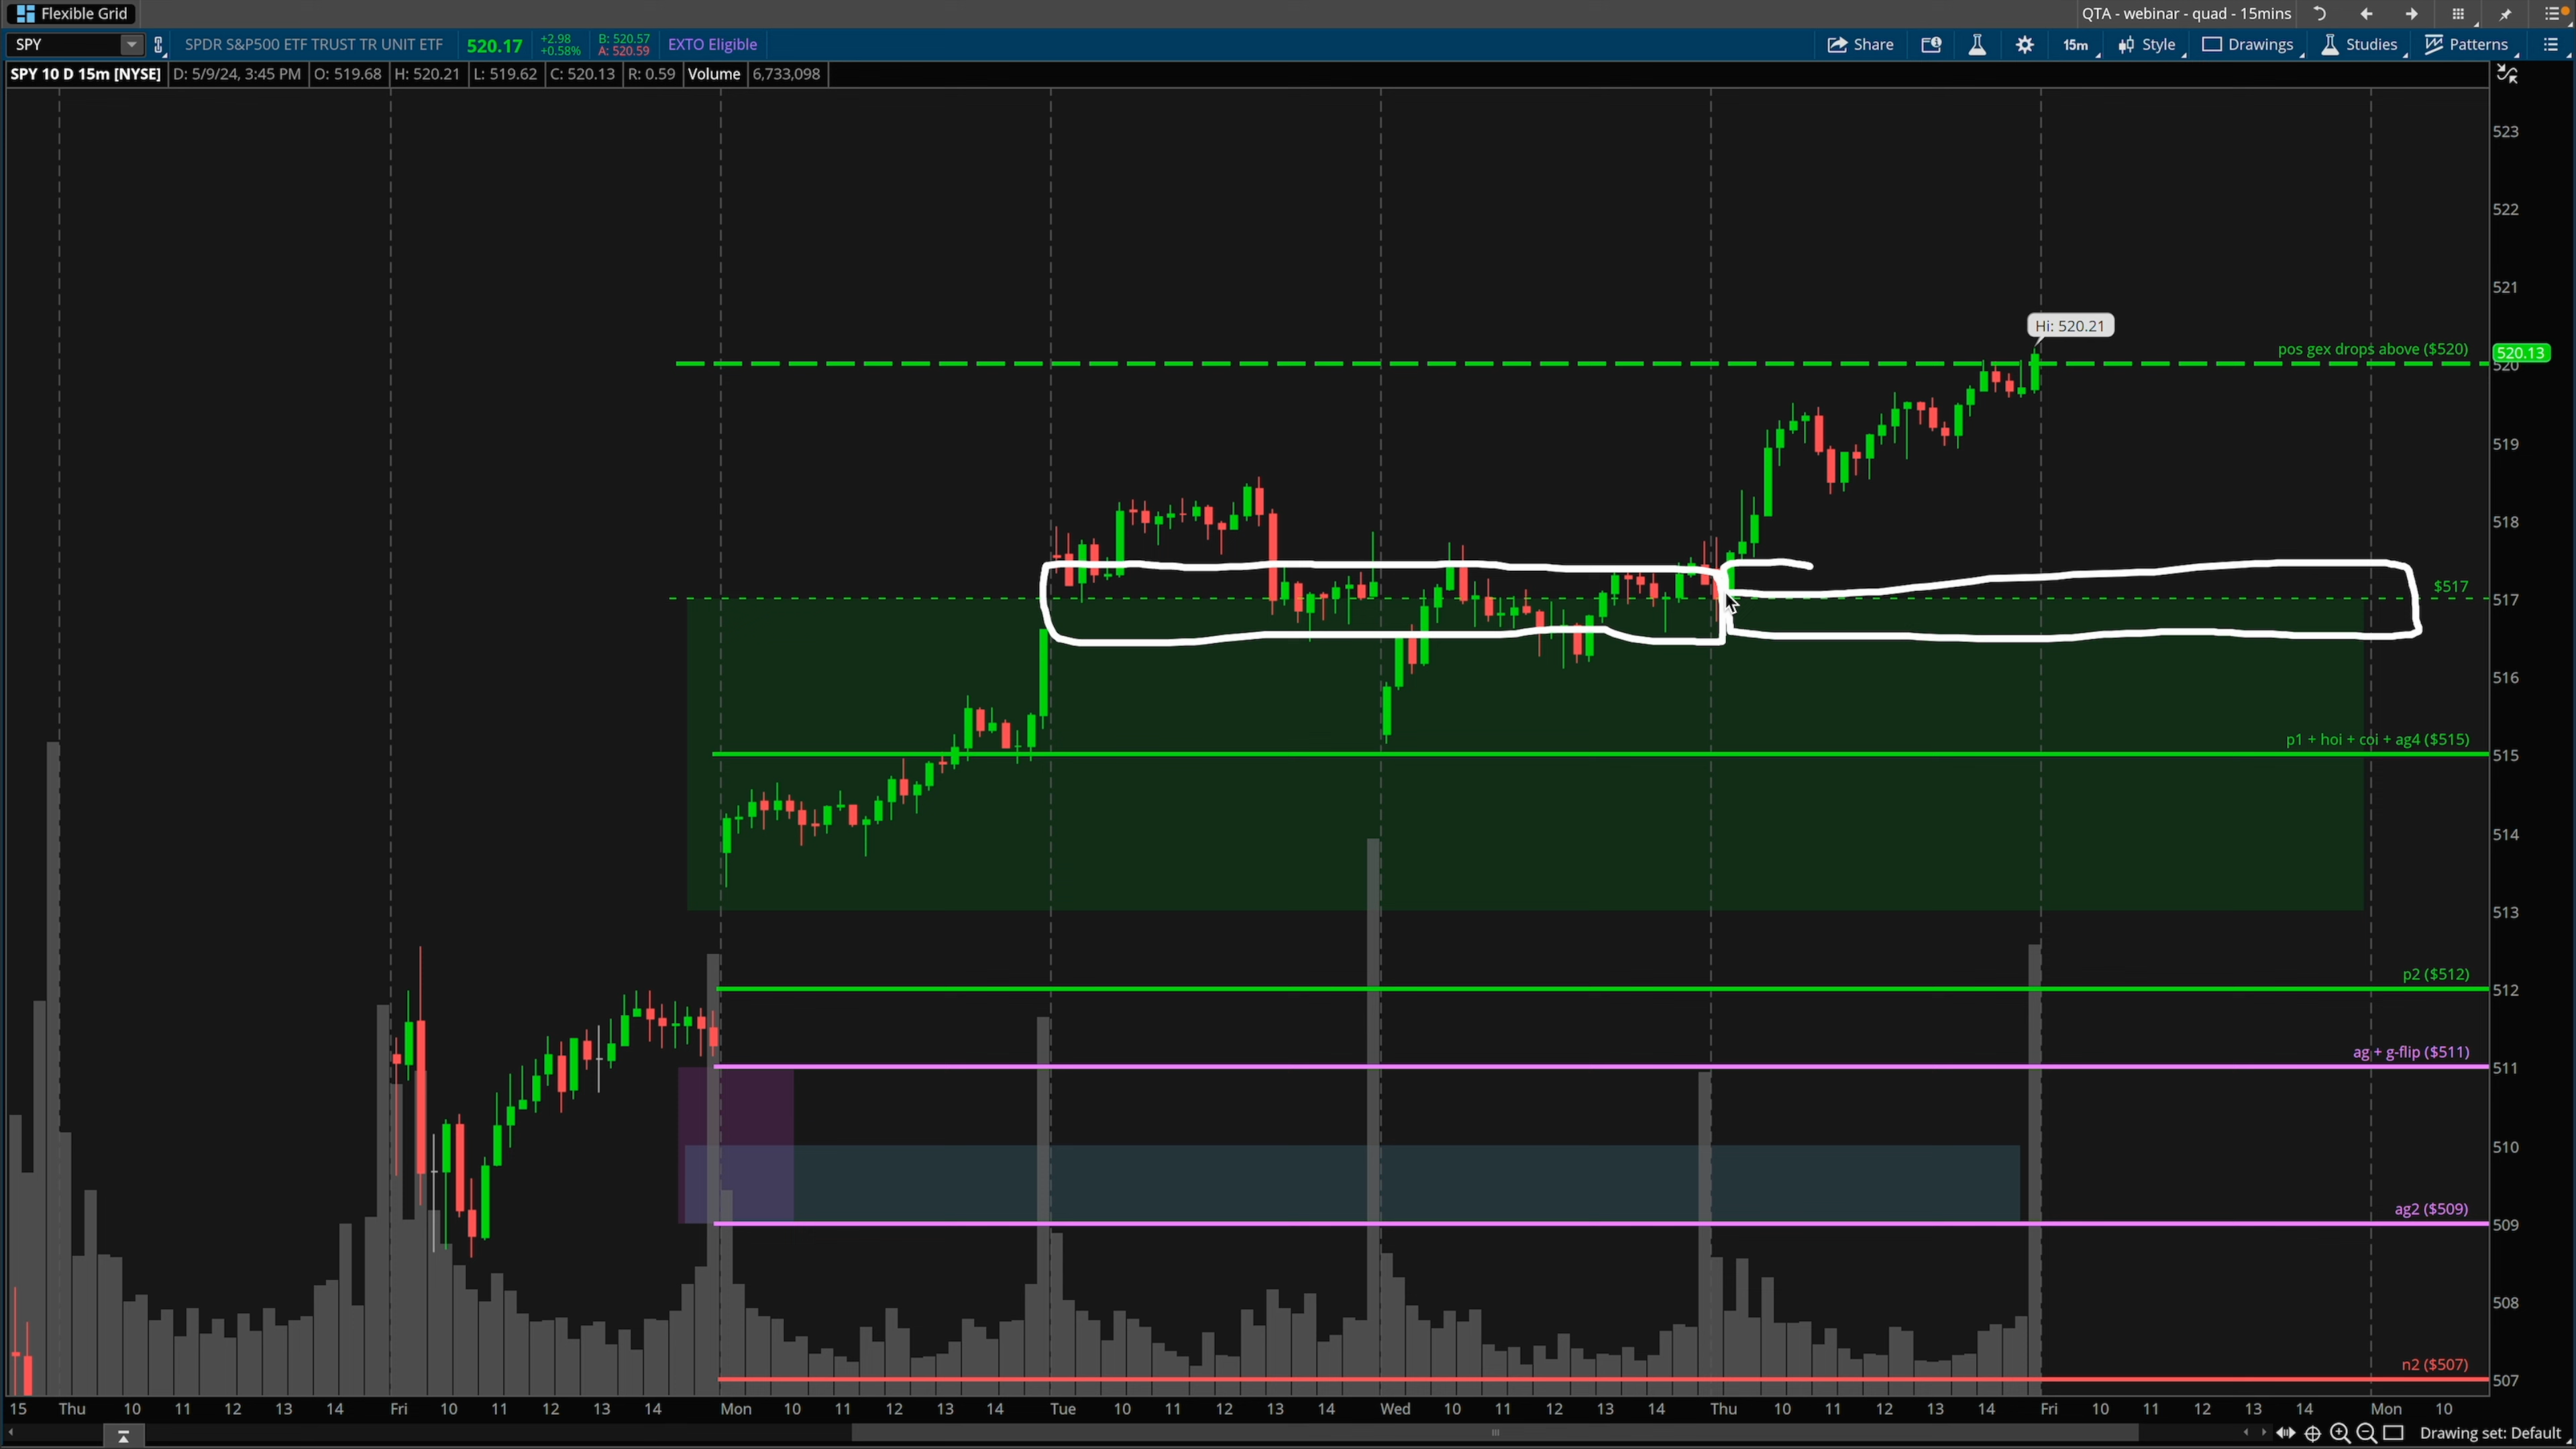 Flexible Grid
QTA - webinar - quad - 15mins
SPY
SPDR S&P500 ETF TRUST TR UNIT ETF
520.17
+2.98
+0.58%
B: 520.57
A: 520.59
EXTO Eligible
Share
15m
Style
Drawings
Studies
Patterns
SPY 10 D 15m [NYSE]
D: 5/9/24, 3:45 PM
O: 519.68
H: 520.21
L: 519.62
C: 520.13
R: 0.59
Volume
6,733,098
523
522
521
Hi: 520.21
pos gex drops above ($520)
520.13
520
519
518
$517
517
516
p1 + hoi + coi + ag4 ($515)
515
514
513
p2 ($512)
512
ag + g-flip ($511)
511
510
ag2 ($509)
509
508
n2 ($507)
507
15 Thu 10 11 12 13 14 Fri 10 11 12 13 14 Mon 10 11 12 13 14 Tue 10 11 12 13 14 Wed 10 11 12 13 14 Thu 10 11 12 13 14 Fri 10 11 12 13 14 Mon 10
Drawing set: Default